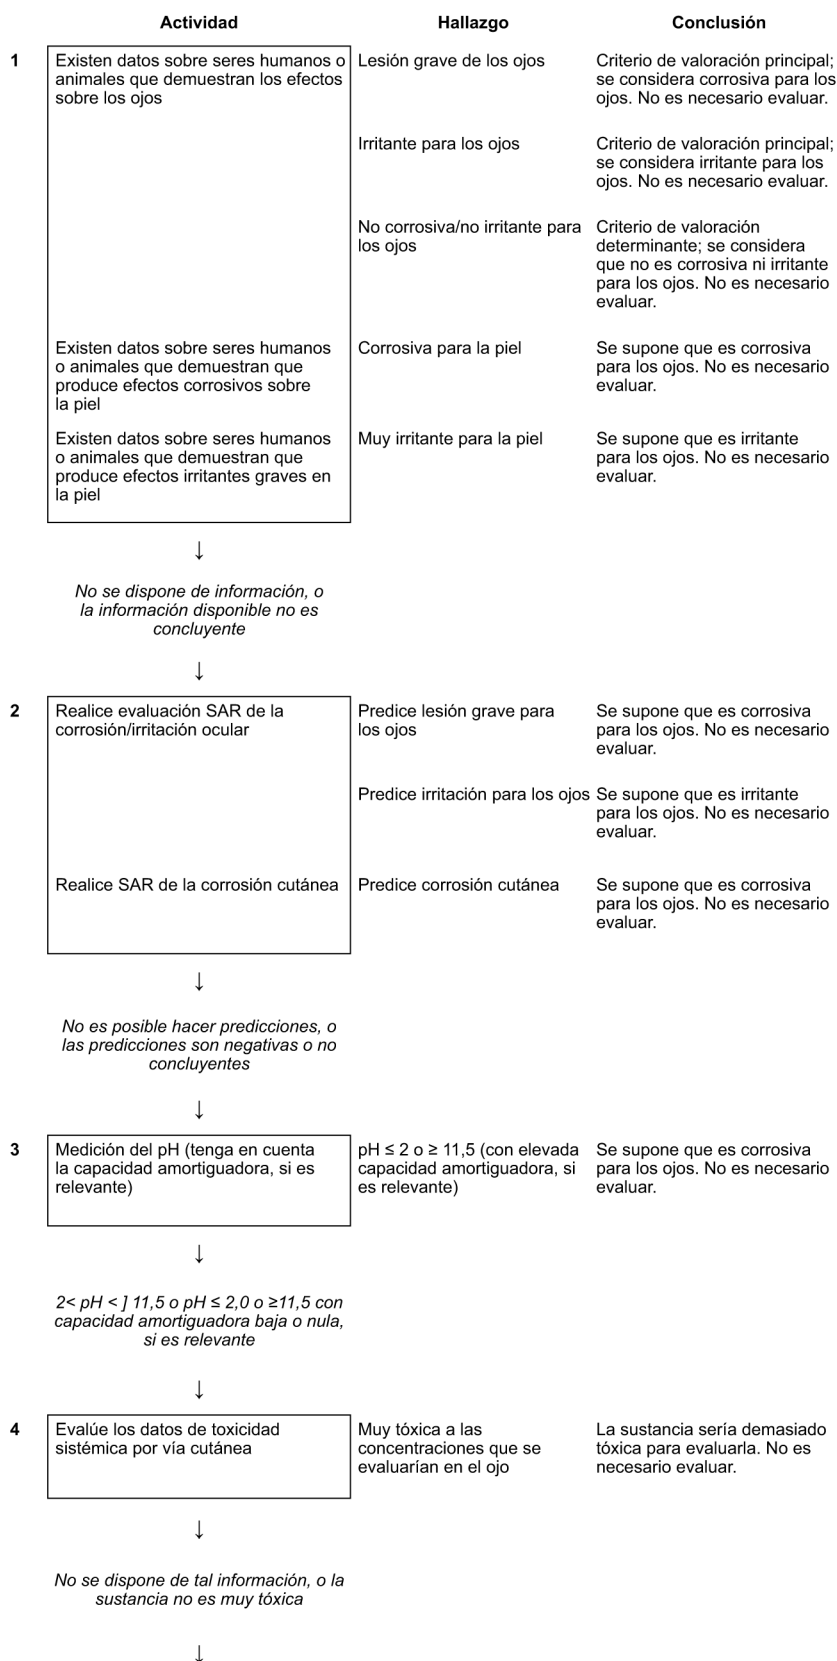 Actividad Hallazgo Conclusión
1 Existen datos sobre seres humanos o Lesión grave de los ojos Criterio de valoración principal;
animales que demuestran los efectos se considera corrosiva para los
sobre los ojos ojos. No es necesario evaluar.
Irritante para los ojos Criterio de valoración principal;
se considera irritante para los
ojos. No es necesario evaluar.
No corrosiva/no irritante para Criterio de valoración
los ojos determinante; se considera
que no es corrosiva ni irritante
para los ojos. No es necesario
evaluar.
Existen datos sobre seres humanos Corrosiva para la piel Se supone que es corrosiva
o animales que demuestran que para los ojos. No es necesario
produce efectos corrosivos sobre evaluar.
la piel
Existen datos sobre seres humanos Muy irritante para la piel Se supone que es irritante
o animales que demuestran que para los ojos. No es necesario
produce efectos irritantes graves en evaluar.
la piel
↓
No se dispone de información, o
la información disponible no es
concluyente
↓
2 Realice evaluación SAR de la Predice lesión grave para Se supone que es corrosiva
corrosión/irritación ocular los ojos para los ojos. No es necesario
evaluar.
Predice irritación para los ojos Se supone que es irritante
para los ojos. No es necesario
evaluar.
Realice SAR de la corrosión cutánea Predice corrosión cutánea Se supone que es corrosiva
para los ojos. No es necesario
evaluar.
↓
No es posible hacer predicciones, o
las predicciones son negativas o no
concluyentes
↓
3 Medición del pH (tenga en cuenta pH ≤ 2 o ≥ 11,5 (con elevada Se supone que es corrosiva
la capacidad amortiguadora, si es capacidad amortiguadora, si para los ojos. No es necesario
relevante) es relevante) evaluar.
↓
2< pH < ] 11,5 o pH ≤ 2,0 o ≥11,5 con
capacidad amortiguadora baja o nula,
si es relevante
↓
4 Evalúe los datos de toxicidad Muy tóxica a las La sustancia sería demasiado
sistémica por vía cutánea concentraciones que se tóxica para evaluarla. No es
evaluarían en el ojo necesario evaluar.
↓
No se dispone de tal información, o la
sustancia no es muy tóxica
↓